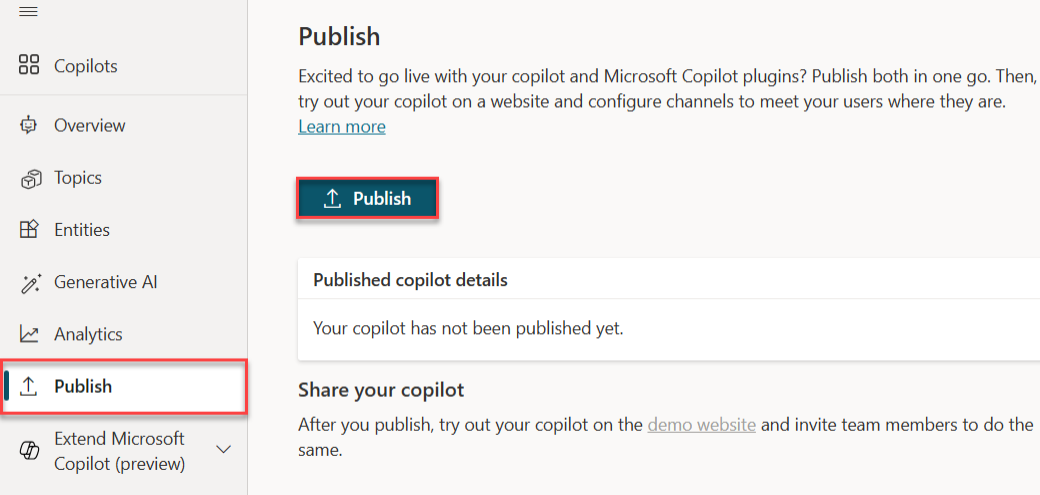 Copilots
Overview
Topics
Entities
Generative AI
Analytics
Publish
Extend Microsoft
Copilot (preview)
Publish
Excited to go live with your copilot and Microsoft Copilot plugins? Publish both in one go. Then,
try out your copilot on a website and configure channels to meet your users where they are.
Learn more
Publish
Published copilot details
Your copilot has not been published yet.
Share your copilot
After you publish, try out your copilot on the demo website and invite team members to do the
same.